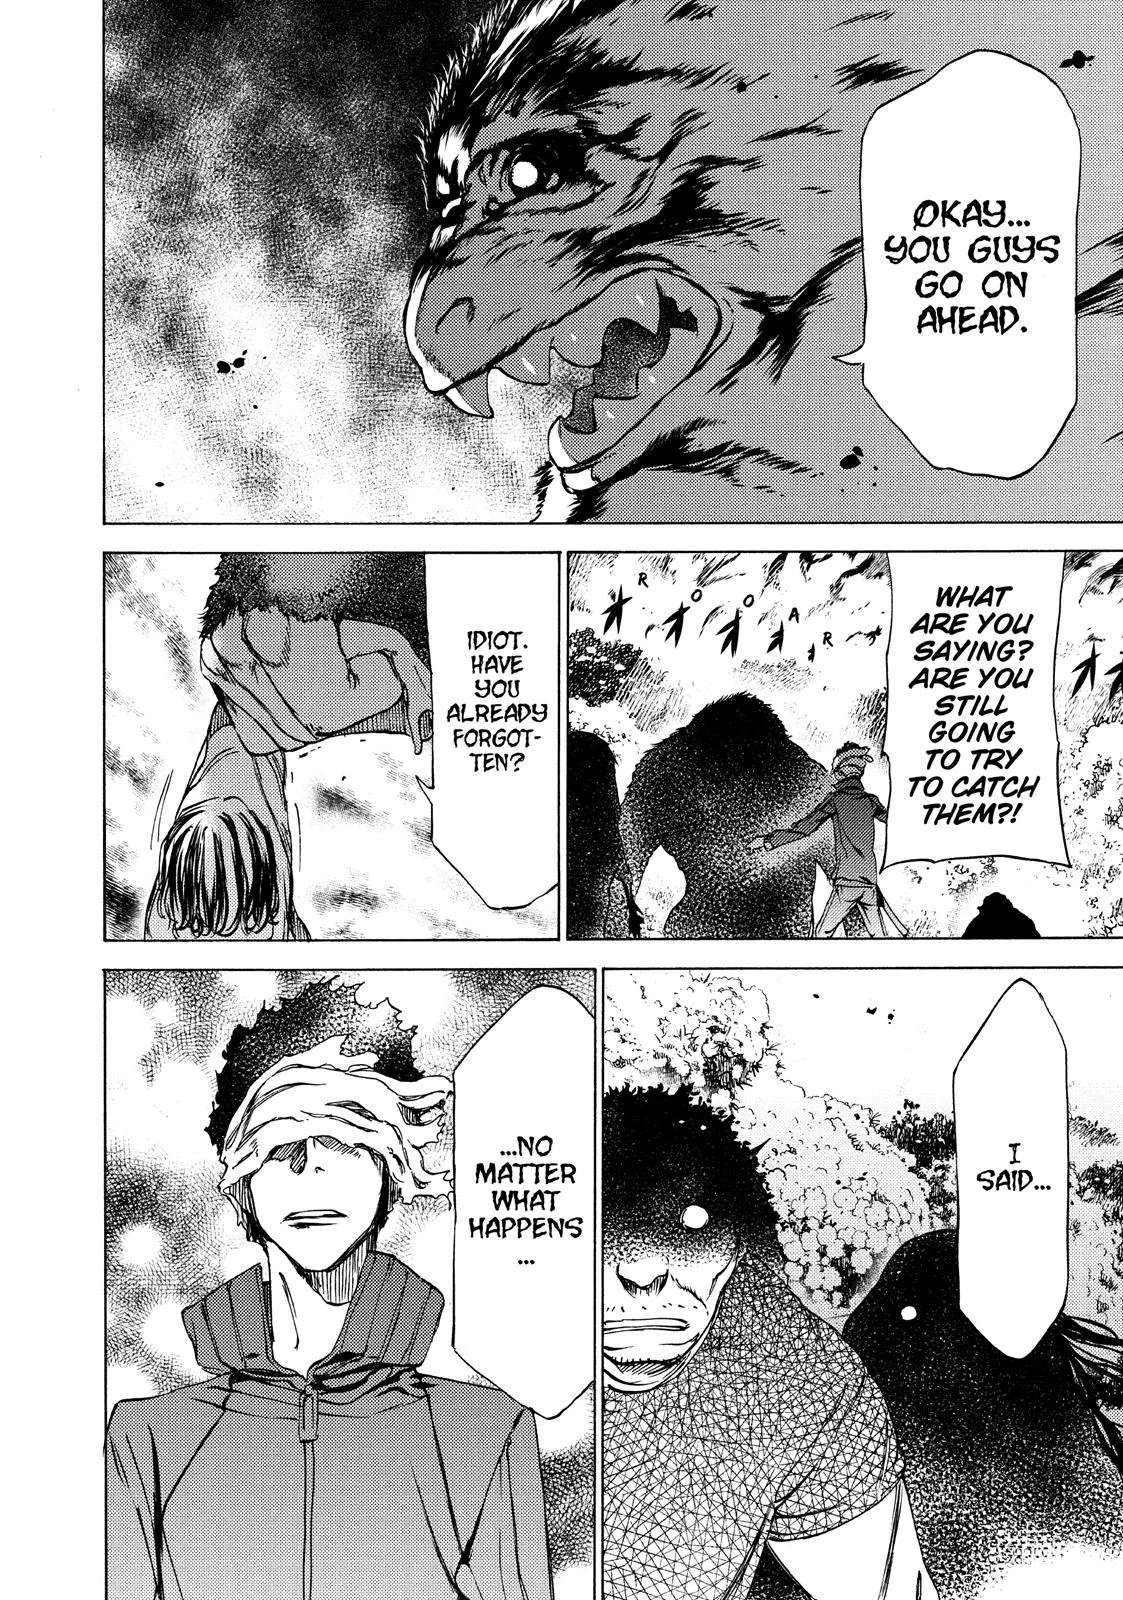 OKAY...
YOU GUYS
GO ON
AHEAD.
WHAT
ARE YOU
SAYING?
ARE YOU
STILL
GOING
TO TRY
TO CATCH
THEM?!
ROOAR
IDIOT.
HAVE
YOU
ALREADY
FORGOT-
TEN?
I
SAID...
...NO
MATTER
WHAT
HAPPENS
...